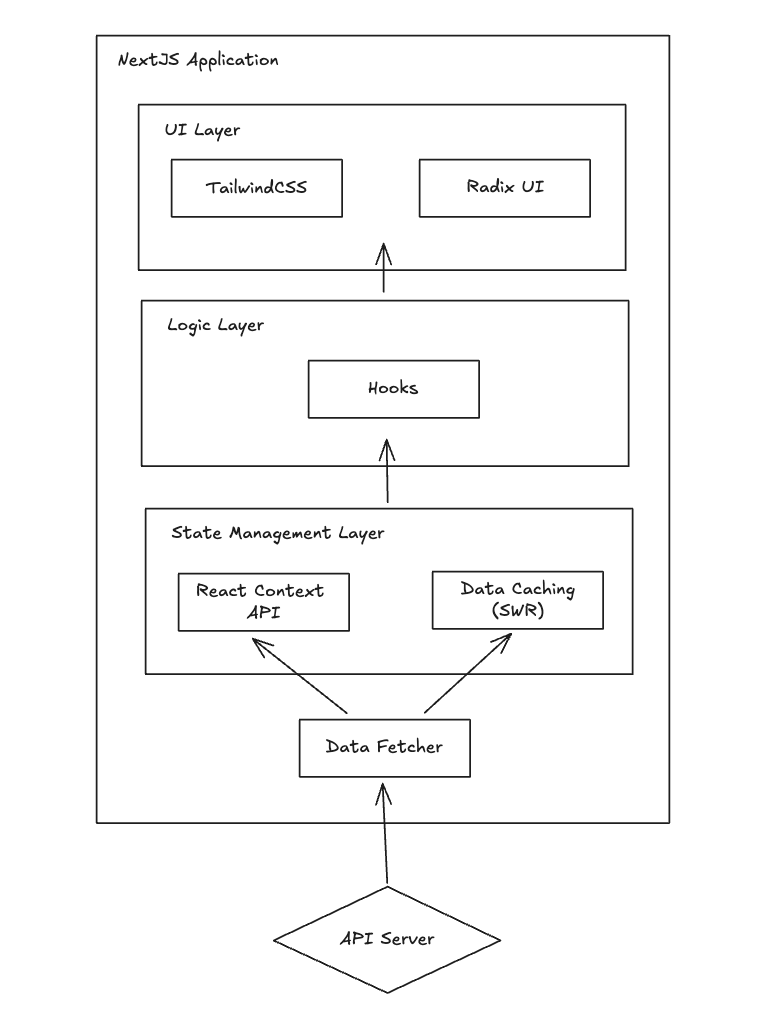 NextJS Application
UI Layer
TailwindCSS
Radix UI
Logic Layer
Hooks
State Management Layer
React Context
API
Data Caching
(SWR)
Data Fetcher
API Server